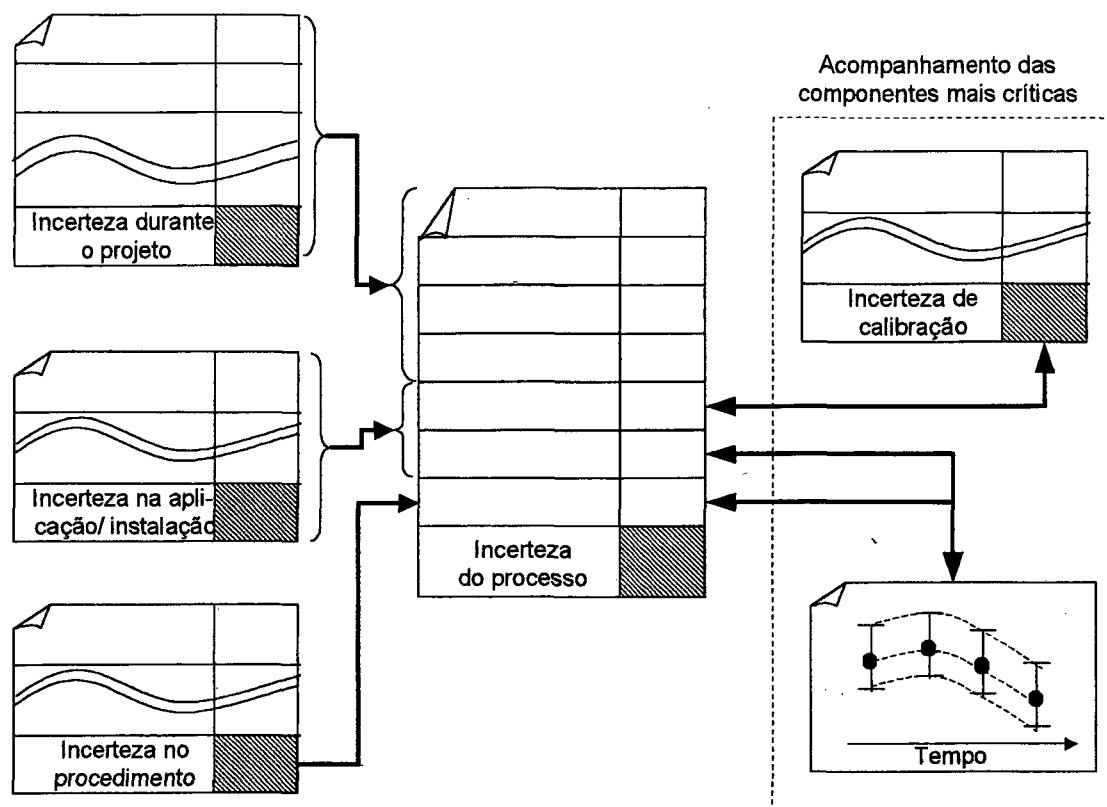 Incerteza durante
o projeto
Incerteza na apli-
cação/ instalação
Incerteza no
procedimento
Incerteza
do processo
Acompanhamento das
componentes mais críticas
Incerteza de
calibração
Tempo